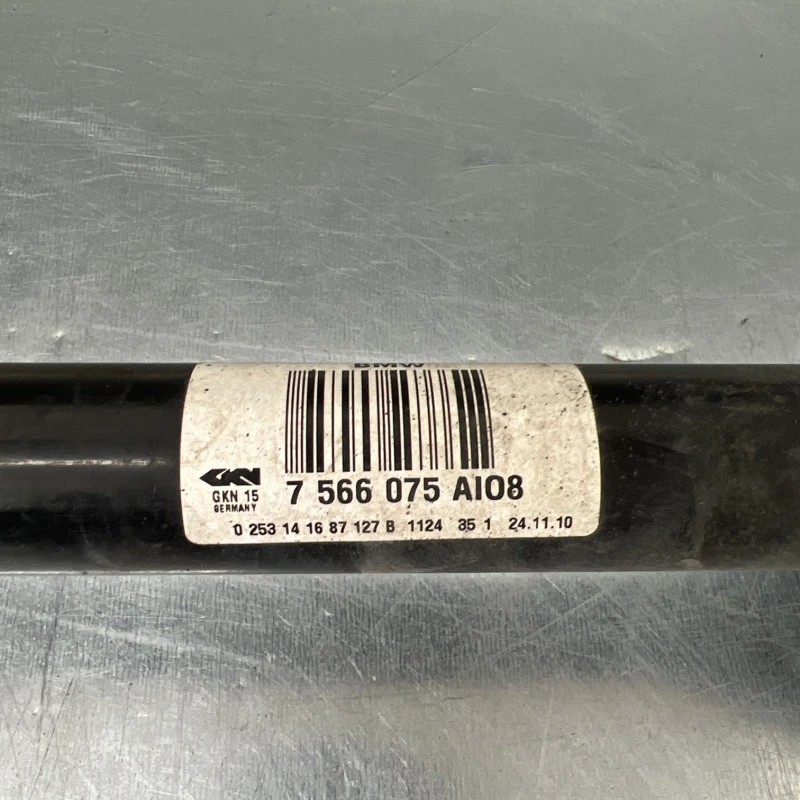 BMW
GKN
GKN 15
GERMANY
7 566 075 AI08
0 253 14 16 87 127 B 1124 35 1 24.11.10